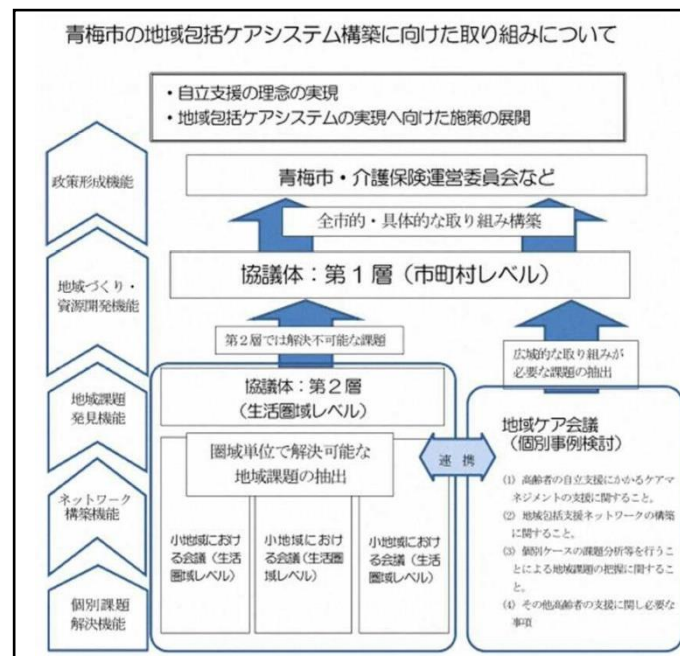 青梅市の地域包括ケアシステム構築に向けた取り組みについて
・自立支援の理念の実現
・地域包括ケアシステムの実現へ向けた施策の展開
政策形成機能
青梅市・介護保険運営委員会など
全市的・具体的な取り組み構築
地域づくり・
資源開発機能
協議体：第１層（市町村レベル）
第２層では解決不可能な課題
広域的な取り組みが
必要な課題の抽出
地域課題
発見機能
協議体：第２層
（生活圏域レベル）
圏域単位で解決可能な
地域課題の抽出
連 携
地域ケア会議
（個別事例検討）
(1) 高齢者の自立支援にかかるケアマ
ネジメントの支援に関すること。
(2) 地域包括支援ネットワークの構築
に関すること。
(3) 個別ケースの課題分析等を行うこ
とによる地域課題の把握に関するこ
と。
(4) その他高齢者の支援に関し必要な
事項
ネットワーク
構築機能
小地域におけ
る会議（生活
圏域レベル）
小地域におけ
る会議（生活
圏域レベル）
小地域におけ
る会議（生活
圏域レベル）
個別課題
解決機能